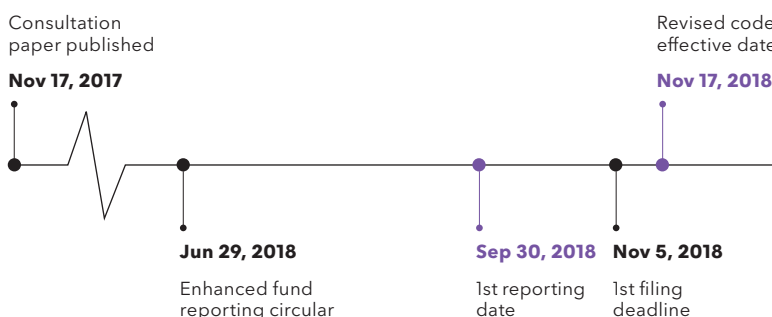 Consultation
paper published
Nov 17, 2017
Revised code
effective date
Nov 17, 2018
Jun 29, 2018
Enhanced fund
reporting circular
Sep 30, 2018
1st reporting
date
Nov 5, 2018
1st filing
deadline